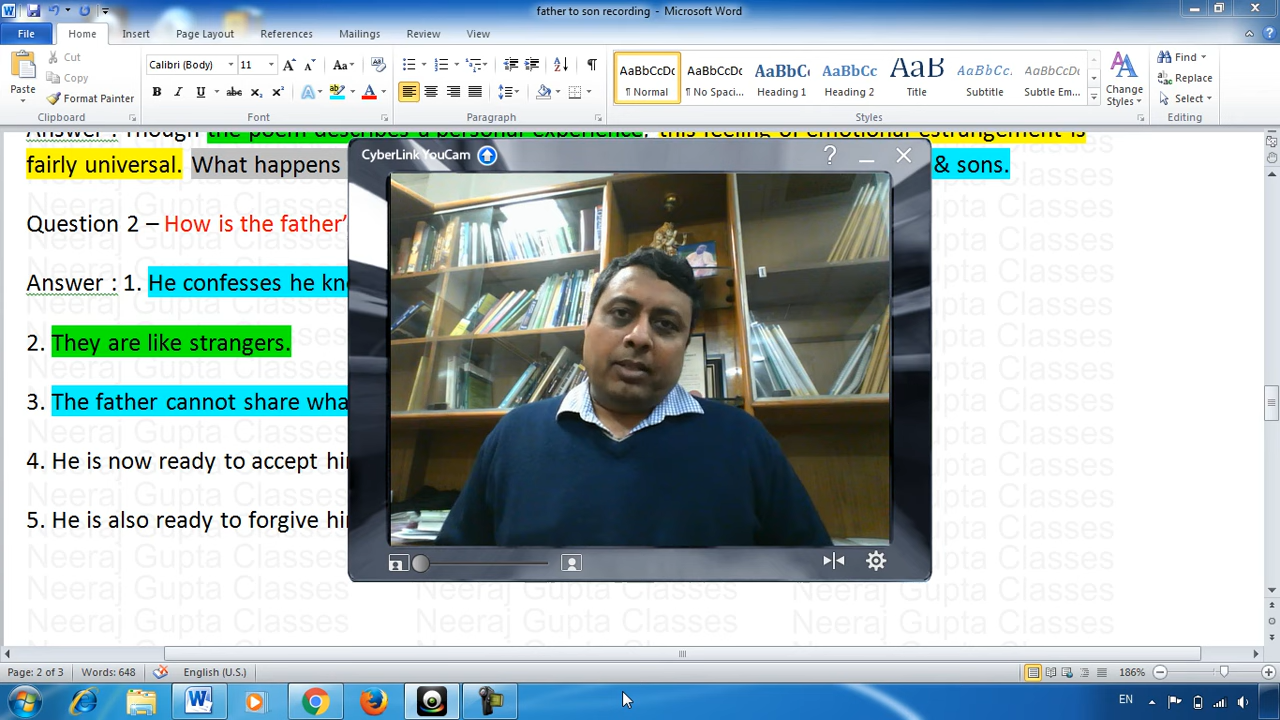 father to son recording - Microsoft Word
File Home Insert Page Layout References Mailings Review View
Cut
Copy
Format Painter
Paste
Calibri (Body) 11
AaBbCcDc AaBbCcDc AaBbC AaBbCc AaB AaBbCcL AaBbCcDc
¶ Normal ¶ No Spaci... Heading 1 Heading 2 Title Subtitle Subtle Em...
Change Styles
Find
Replace
Select
Clipboard Font Paragraph Styles Editing
Answer : Though the poem describes a personal experience, this feeling of emotional estrangement is
fairly universal. What happens & sons.
CyberLink YouCam
Question 2 – How is the father’
Answer : 1. He confesses he kn
2. They are like strangers.
3. The father cannot share wha
4. He is now ready to accept hi
5. He is also ready to forgive hi
Neeraj Gupta Classes
Page: 2 of 3 Words: 648 English (U.S.) 186%
EN